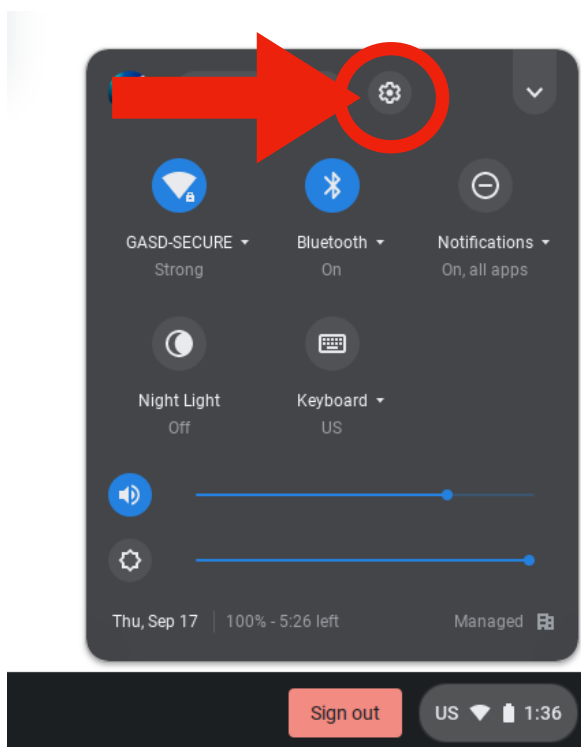 GASD-SECURE Bluetooth Notifications
Strong On On, all apps
Night Light Keyboard
Off US
Thu, Sep 17 100% - 5:26 left Managed
Sign out US 1:36